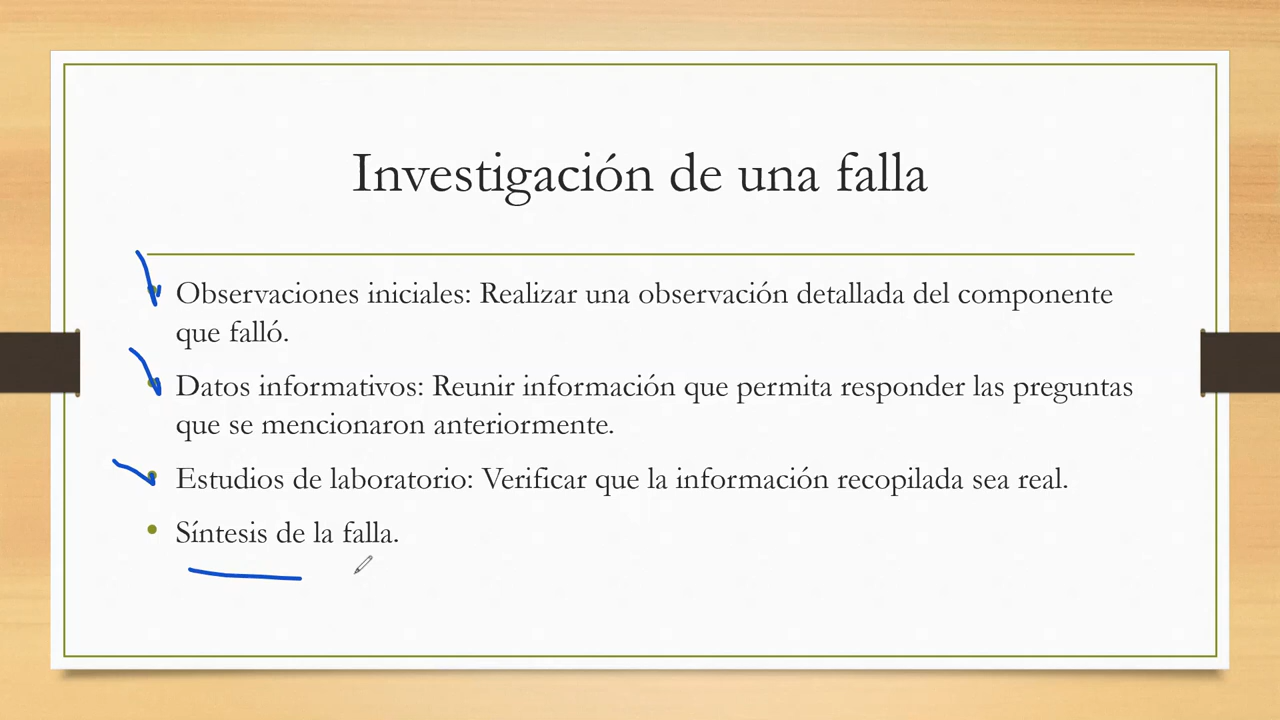 Investigación de una falla
Observaciones iniciales: Realizar una observación detallada del componente
que falló.
Datos informativos: Reunir información que permita responder las preguntas
que se mencionaron anteriormente.
Estudios de laboratorio: Verificar que la información recopilada sea real.
Síntesis de la falla.